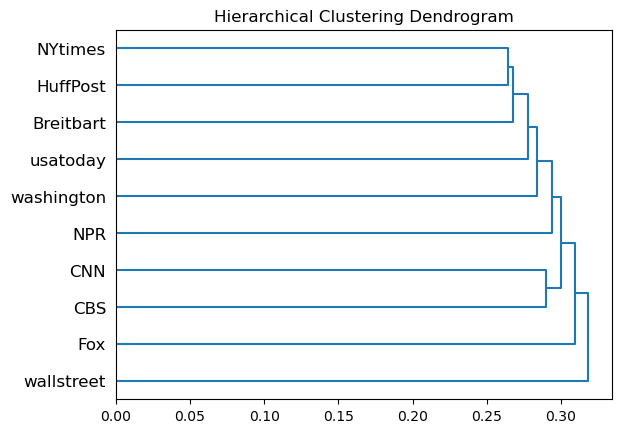 Hierarchical Clustering Dendrogram
NYtimes
HuffPost
Breitbart
usatoday
washington
NPR
CNN
CBS
Fox
wallstreet
0.00 0.05 0.10 0.15 0.20 0.25 0.30